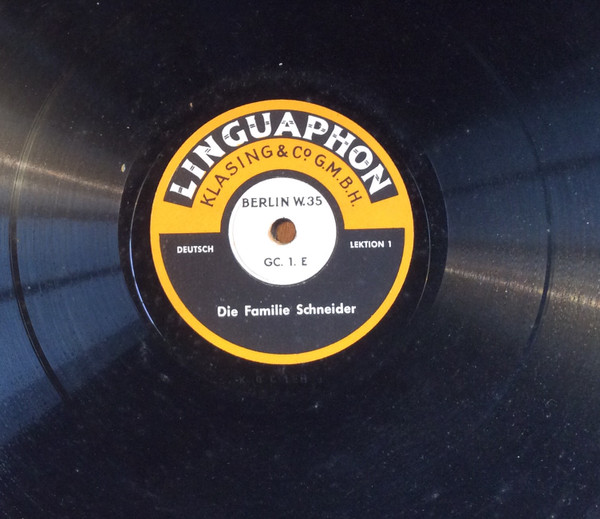 LINGUAPHON
KLASING & Co G.M.B.H.
BERLIN W.35
DEUTSCH
LEKTION 1
GC. 1. E
Die Familie Schneider